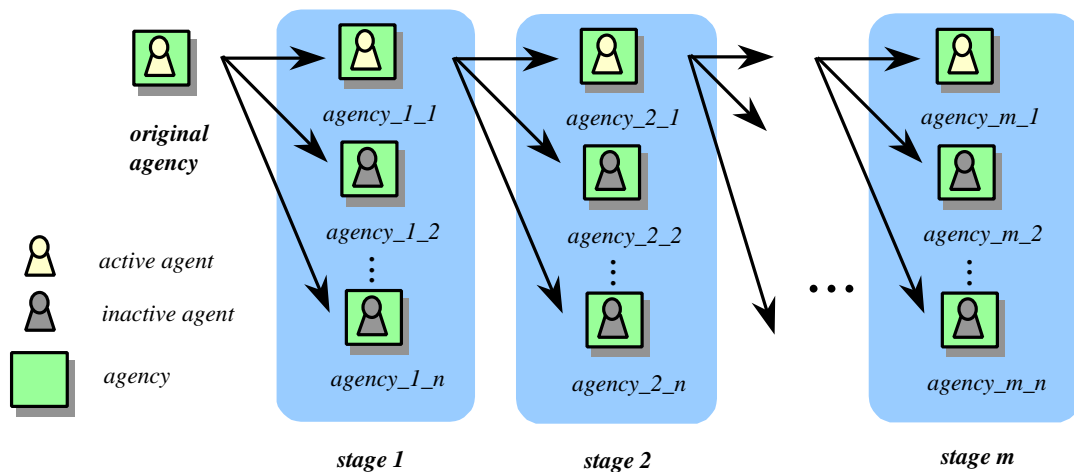 original
agency
agency_1_1
agency_1_2
agency_1_n
agency_2_1
agency_2_2
agency_2_n
agency_m_1
agency_m_2
agency_m_n
active agent
inactive agent
agency
stage 1
stage 2
stage m